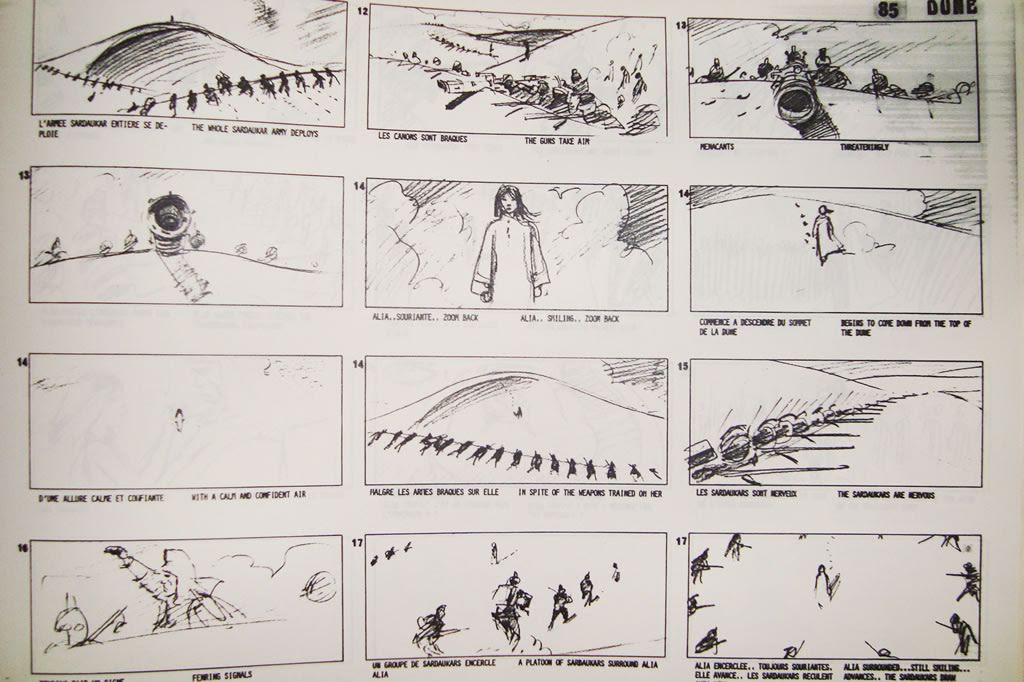 85 DUNE
L'ARMEE SARDAUKAR ENTIERE SE DE-
PLOIE
THE WHOLE SARDAUKAR ARMY DEPLOYS
12
LES CANONS SONT BRAQUES
THE GUNS TAKE AIM
13
MENACANTS
THREATENINGLY
13
14
ALIA..SOURIANTE.. ZOOM BACK
ALIA.. SMILING.. ZOOM BACK
14
COMMENCE A DESCENDRE DU SOMMET
DE LA DUNE
BEGINS TO COME DOWN FROM THE TOP OF
THE DUNE
14
D'UNE ALLURE CALME ET CONFIANTE
WITH A CALM AND CONFIDENT AIR
14
MALGRE LES ARMES BRAQUES SUR ELLE
IN SPITE OF THE WEAPONS TRAINED ON HER
15
LES SARDAUKARS SONT NERVEUX
THE SARDAUKARS ARE NERVOUS
16
FENRING SIGNALS
17
UN GROUPE DE SARDAUKARS ENCERCLE
ALIA
A PLATOON OF SARDAUKARS SURROUND ALIA
17
ALIA ENCERCLEE.. TOUJOURS SOURIANTE.
ELLE AVANCE.. LES SARDAUKARS RECULENT
ALIA SURROUNDED...STILL SMILING...
ADVANCES.. THE SARDAUKARS DRAW